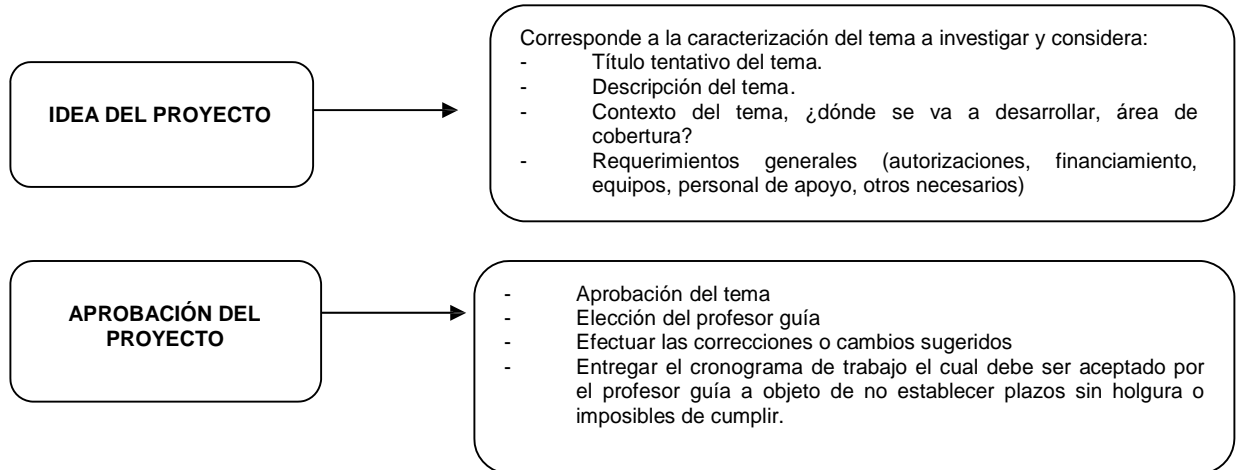 IDEA DEL PROYECTO
Corresponde a la caracterización del tema a investigar y considera:
- Título tentativo del tema.
- Descripción del tema.
- Contexto del tema, ¿dónde se va a desarrollar, área de
cobertura?
- Requerimientos generales (autorizaciones, financiamiento,
equipos, personal de apoyo, otros necesarios)
APROBACIÓN DEL
PROYECTO
- Aprobación del tema
- Elección del profesor guía
- Efectuar las correcciones o cambios sugeridos
- Entregar el cronograma de trabajo el cual debe ser aceptado por
el profesor guía a objeto de no establecer plazos sin holgura o
imposibles de cumplir.